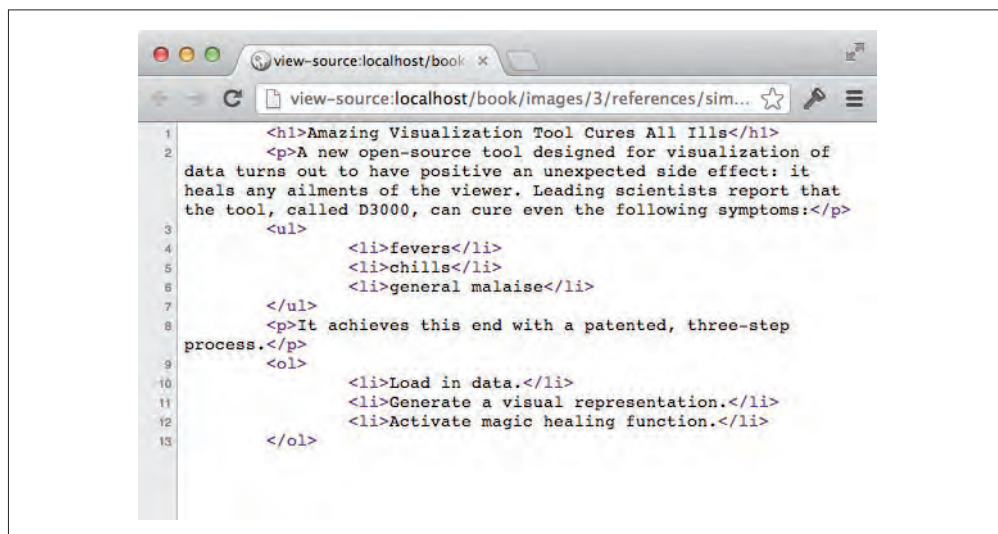 view-source:localhost/book
view-source:localhost/book/images/3/references/sim...
1 <h1>Amazing Visualization Tool Cures All Ills</h1>
2 <p>A new open-source tool designed for visualization of
data turns out to have positive an unexpected side effect: it
heals any ailments of the viewer. Leading scientists report that
the tool, called D3000, can cure even the following symptoms:</p>
3 <ul>
4 <li>fevers</li>
5 <li>chills</li>
6 <li>general malaise</li>
7 </ul>
8 <p>It achieves this end with a patented, three-step
process.</p>
9 <ol>
10 <li>Load in data.</li>
11 <li>Generate a visual representation.</li>
12 <li>Activate magic healing function.</li>
13 </ol>